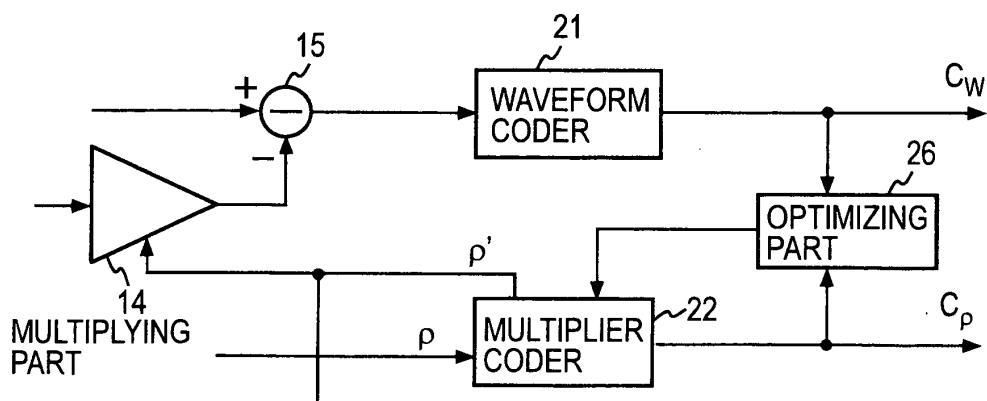 15
21
+
−
WAVEFORM
CODER
C_W
−
26
OPTIMIZING
PART
ρ'
14
MULTIPLYING
PART
ρ
MULTIPLIER
CODER
22
C_ρ